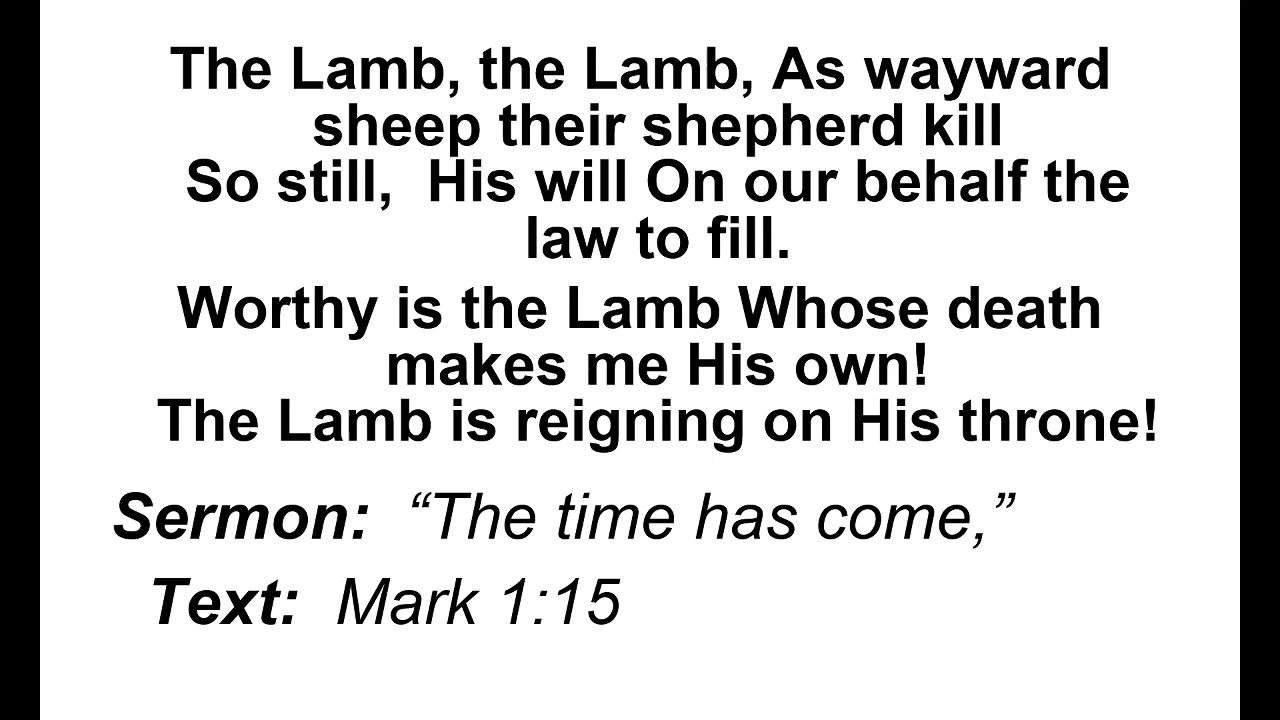 The Lamb, the Lamb, As wayward
sheep their shepherd kill
So still,  His will On our behalf the
law to fill.
Worthy is the Lamb Whose death
makes me His own!
The Lamb is reigning on His throne!
Sermon:  “The time has come,”
Text:  Mark 1:15